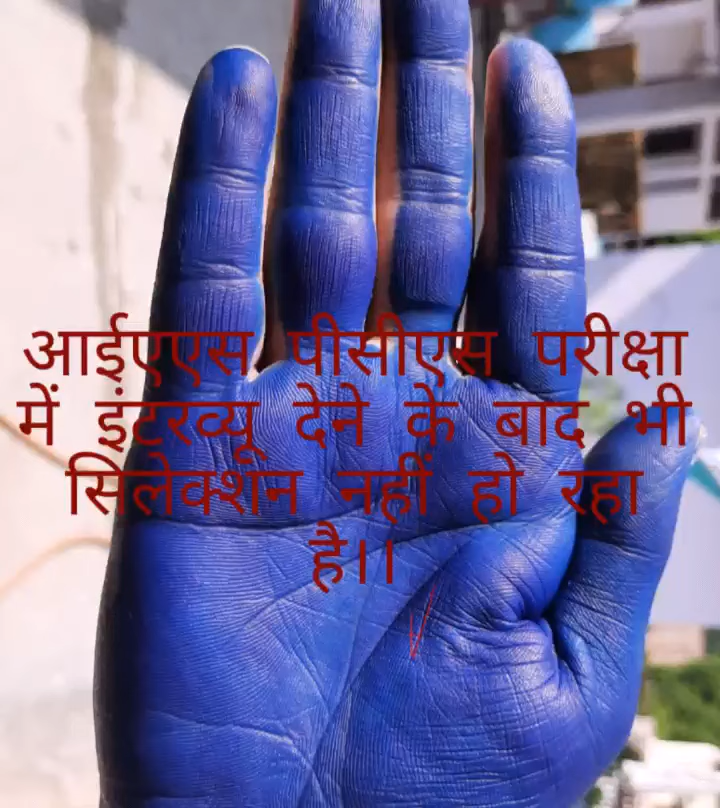 आईएएस पीसीएस परीक्षा
में इंटरव्यू देने के बाद भी
सिलेक्शन नहीं हो रहा
है।।